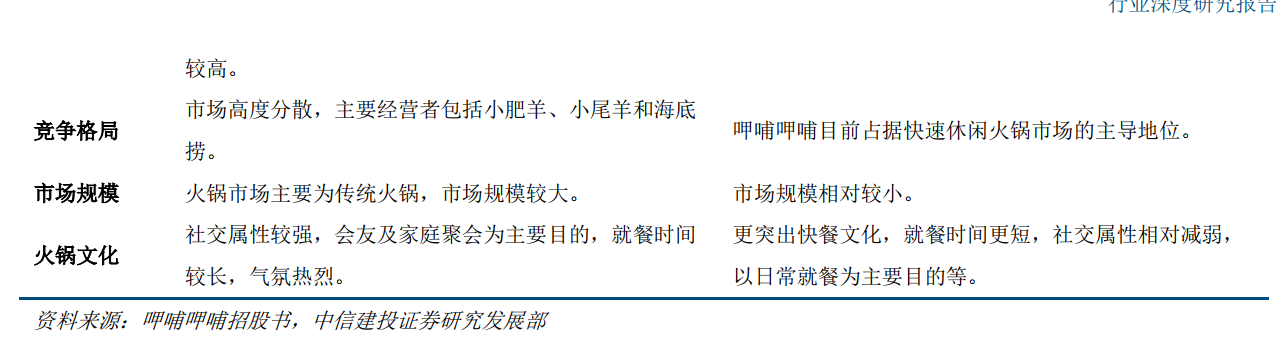 行业深度研究报告
较高。
竞争格局
市场高度分散，主要经营者包括小肥羊、小尾羊和海底
捞。
呷哺呷哺目前占据快速休闲火锅市场的主导地位。
市场规模
火锅市场主要为传统火锅，市场规模较大。
市场规模相对较小。
火锅文化
社交属性较强，会友及家庭聚会为主要目的，就餐时间
较长，气氛热烈。
更突出快餐文化，就餐时间更短，社交属性相对减弱，
以日常就餐为主要目的等。
资料来源：呷哺呷哺招股书，中信建投证券研究发展部